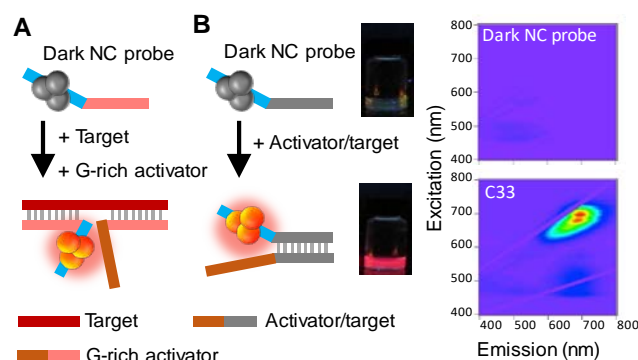 A
Dark NC probe
+ Target
+ G-rich activator
Target
G-rich activator
B
Dark NC probe
+ Activator/target
Activator/target
Excitation (nm)
800
700
600
500
400
Dark NC probe
800
700
600
500
400
C33
400 500 600 700 800
Emission (nm)